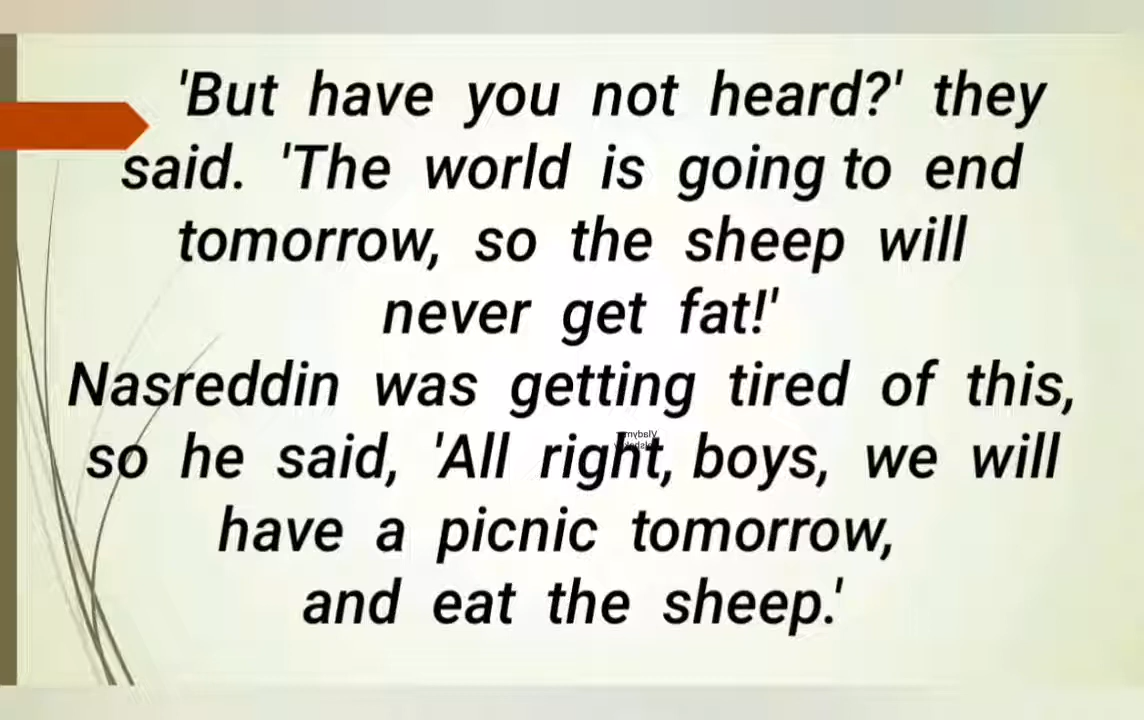 'But have you not heard?' they
said. 'The world is going to end
tomorrow, so the sheep will
never get fat!'
Nasreddin was getting tired of this,
so he said, 'All right, boys, we will
have a picnic tomorrow,
and eat the sheep.'